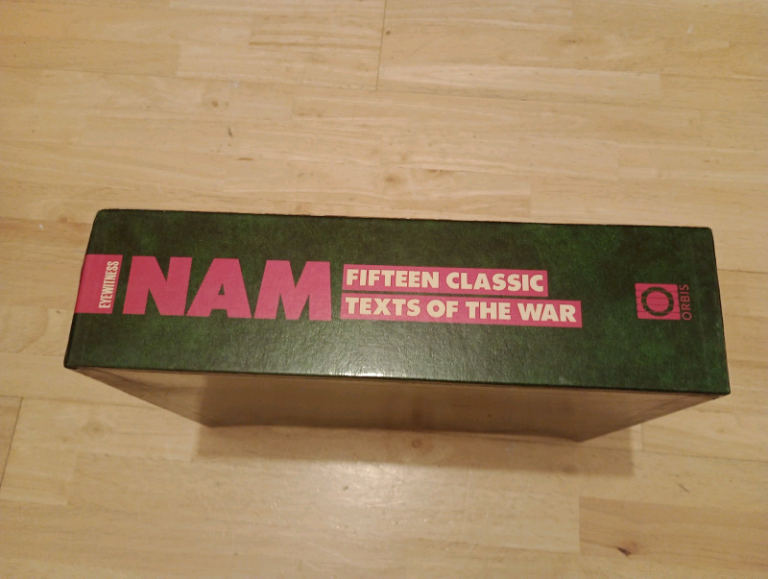 EYEWITNESS
NAM
FIFTEEN CLASSIC
TEXTS OF THE WAR
ORBIS